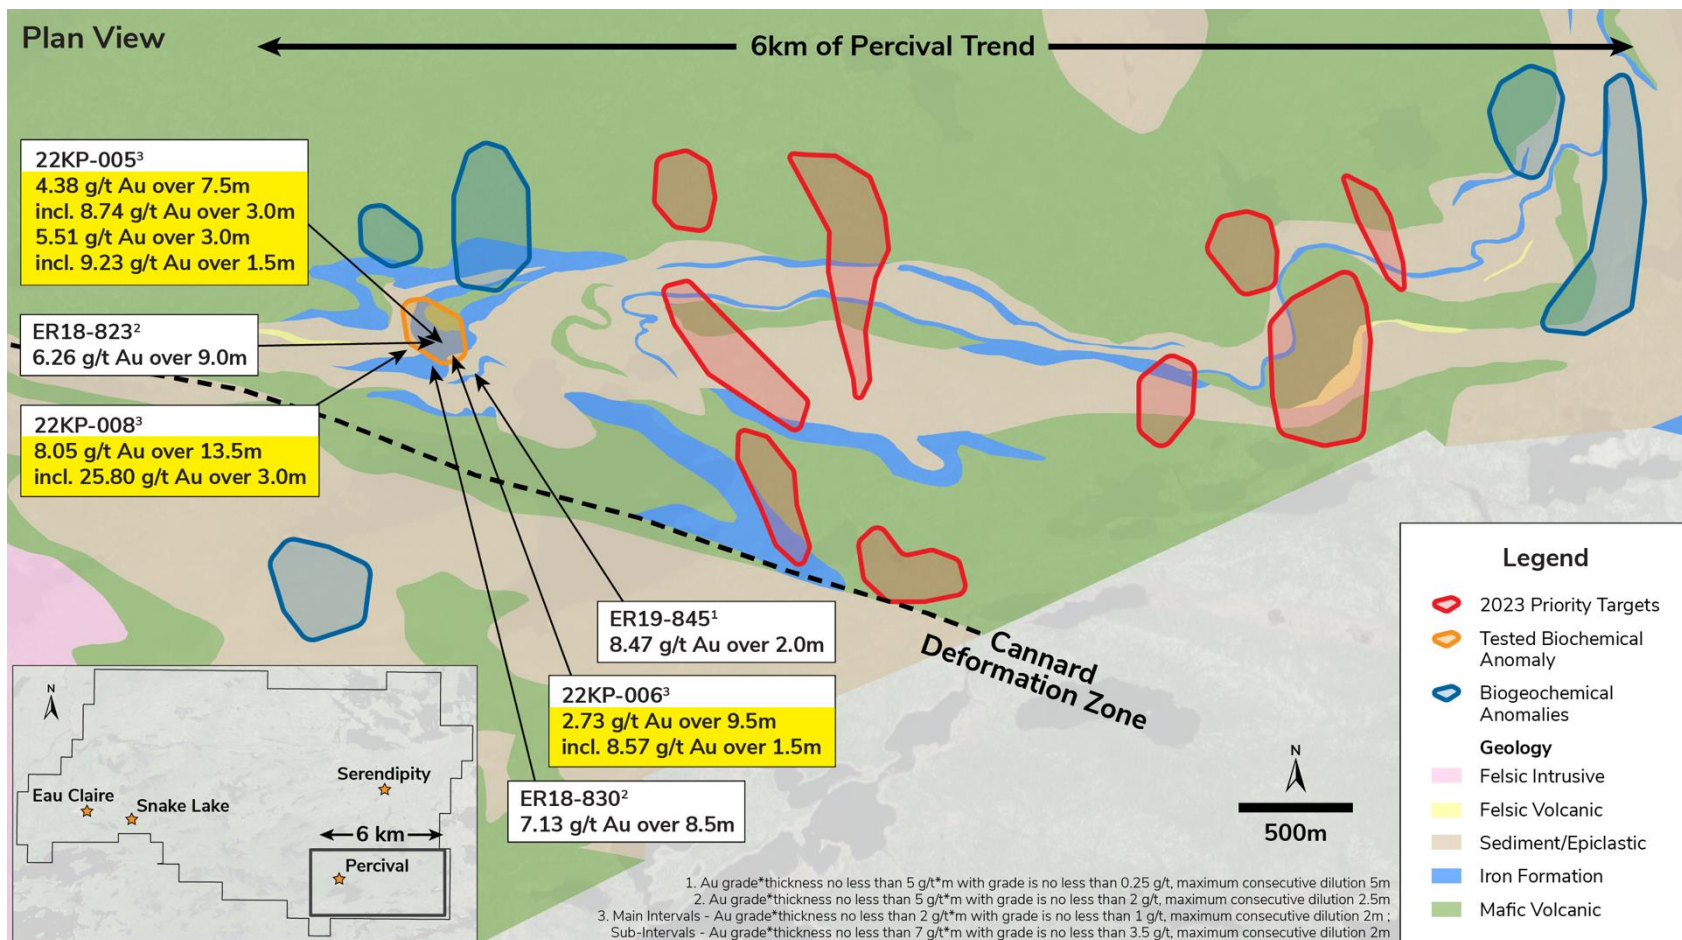 Plan View
6km of Percival Trend
22KP-005³
4.38 g/t Au over 7.5m
incl. 8.74 g/t Au over 3.0m
5.51 g/t Au over 3.0m
incl. 9.23 g/t Au over 1.5m
ER18-823²
6.26 g/t Au over 9.0m
22KP-008³
8.05 g/t Au over 13.5m
incl. 25.80 g/t Au over 3.0m
ER19-845¹
8.47 g/t Au over 2.0m
22KP-006³
2.73 g/t Au over 9.5m
incl. 8.57 g/t Au over 1.5m
ER18-830²
7.13 g/t Au over 8.5m
Cannard
Deformation Zone
N
500m
Legend
2023 Priority Targets
Tested Biochemical
Anomaly
Biogeochemical
Anomalies
Geology
Felsic Intrusive
Felsic Volcanic
Sediment/Epiclastic
Iron Formation
Mafic Volcanic
N
Eau Claire
Snake Lake
Serendipity
6 km
Percival
1. Au grade*thickness no less than 5 g/t*m with grade is no less than 0.25 g/t, maximum consecutive dilution 5m
2. Au grade*thickness no less than 5 g/t*m with grade is no less than 2 g/t, maximum consecutive dilution 2.5m
3. Main Intervals - Au grade*thickness no less than 2 g/t*m with grade is no less than 1 g/t, maximum consecutive dilution 2m ;
Sub-Intervals - Au grade*thickness no less than 7 g/t*m with grade is no less than 3.5 g/t, maximum consecutive dilution 2m